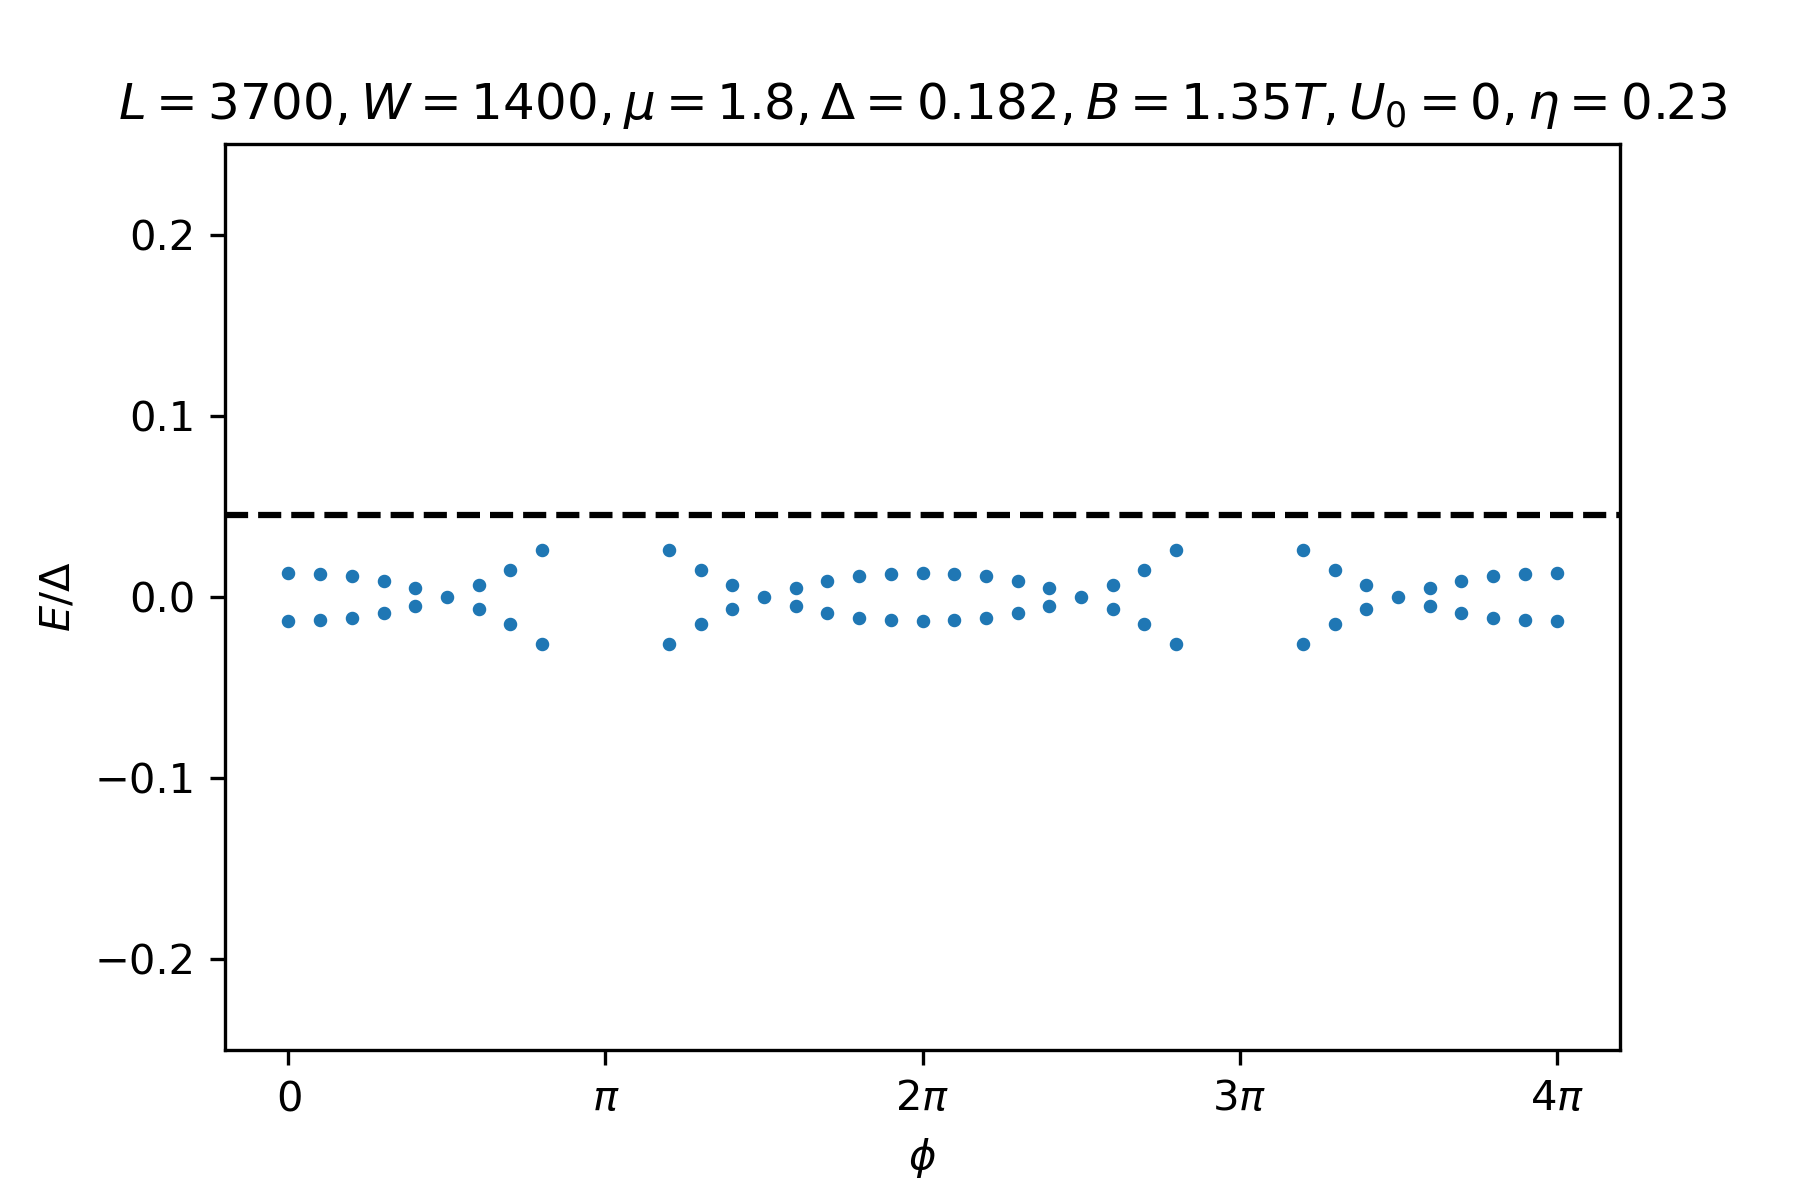 L = 3700, W = 1400, μ = 1.8, Δ = 0.182, B = 1.35T, U₀ = 0, η = 0.23
E/Δ
0.2
0.1
0.0
−0.1
−0.2
0 π 2π 3π 4π
ϕ